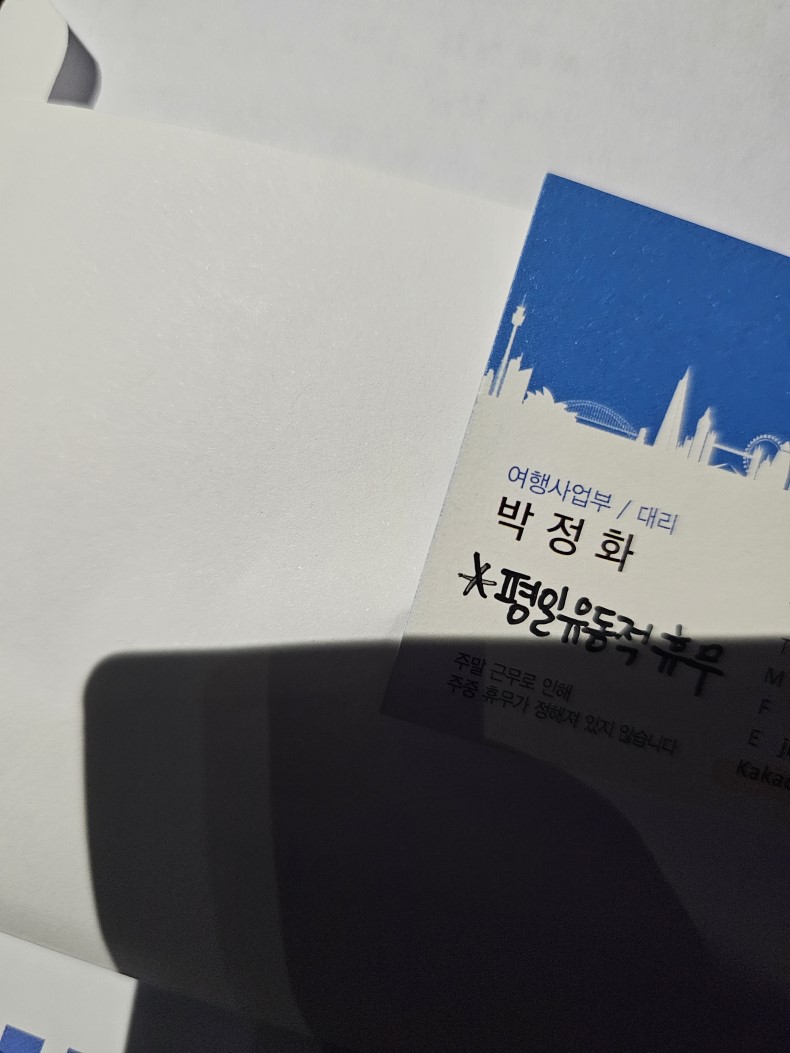 여행사업부 / 대리
박정화
*평일유동적 휴무
주말 근무로 인해
주중 휴무가 정해져 있지 않습니다
M
F
E